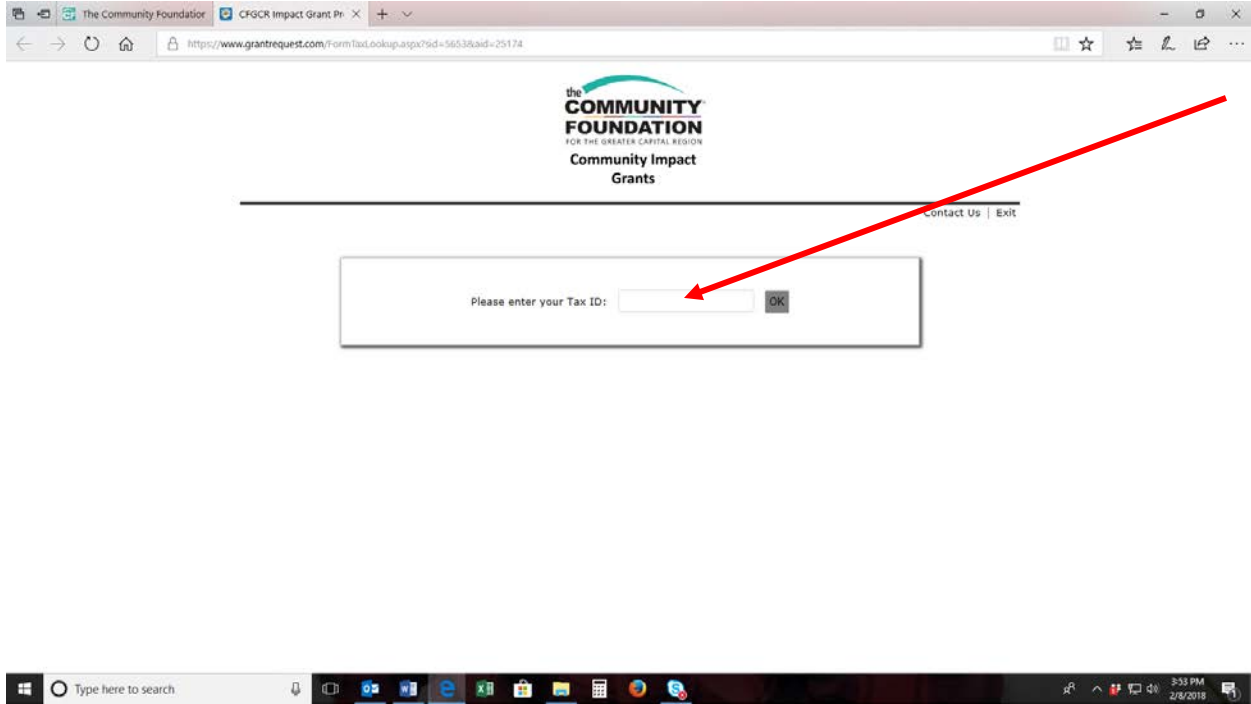 The Community Foundation
CFGCR Impact Grant Pr
https://www.grantrequest.com/FormTaxLookup.aspx?sid=5653&aid=25174
the
COMMUNITY
FOUNDATION
FOR THE GREATER CAPITAL REGION
Community Impact
Grants
Contact Us | Exit
Please enter your Tax ID:
OK
Type here to search
3:53 PM
2/8/2018